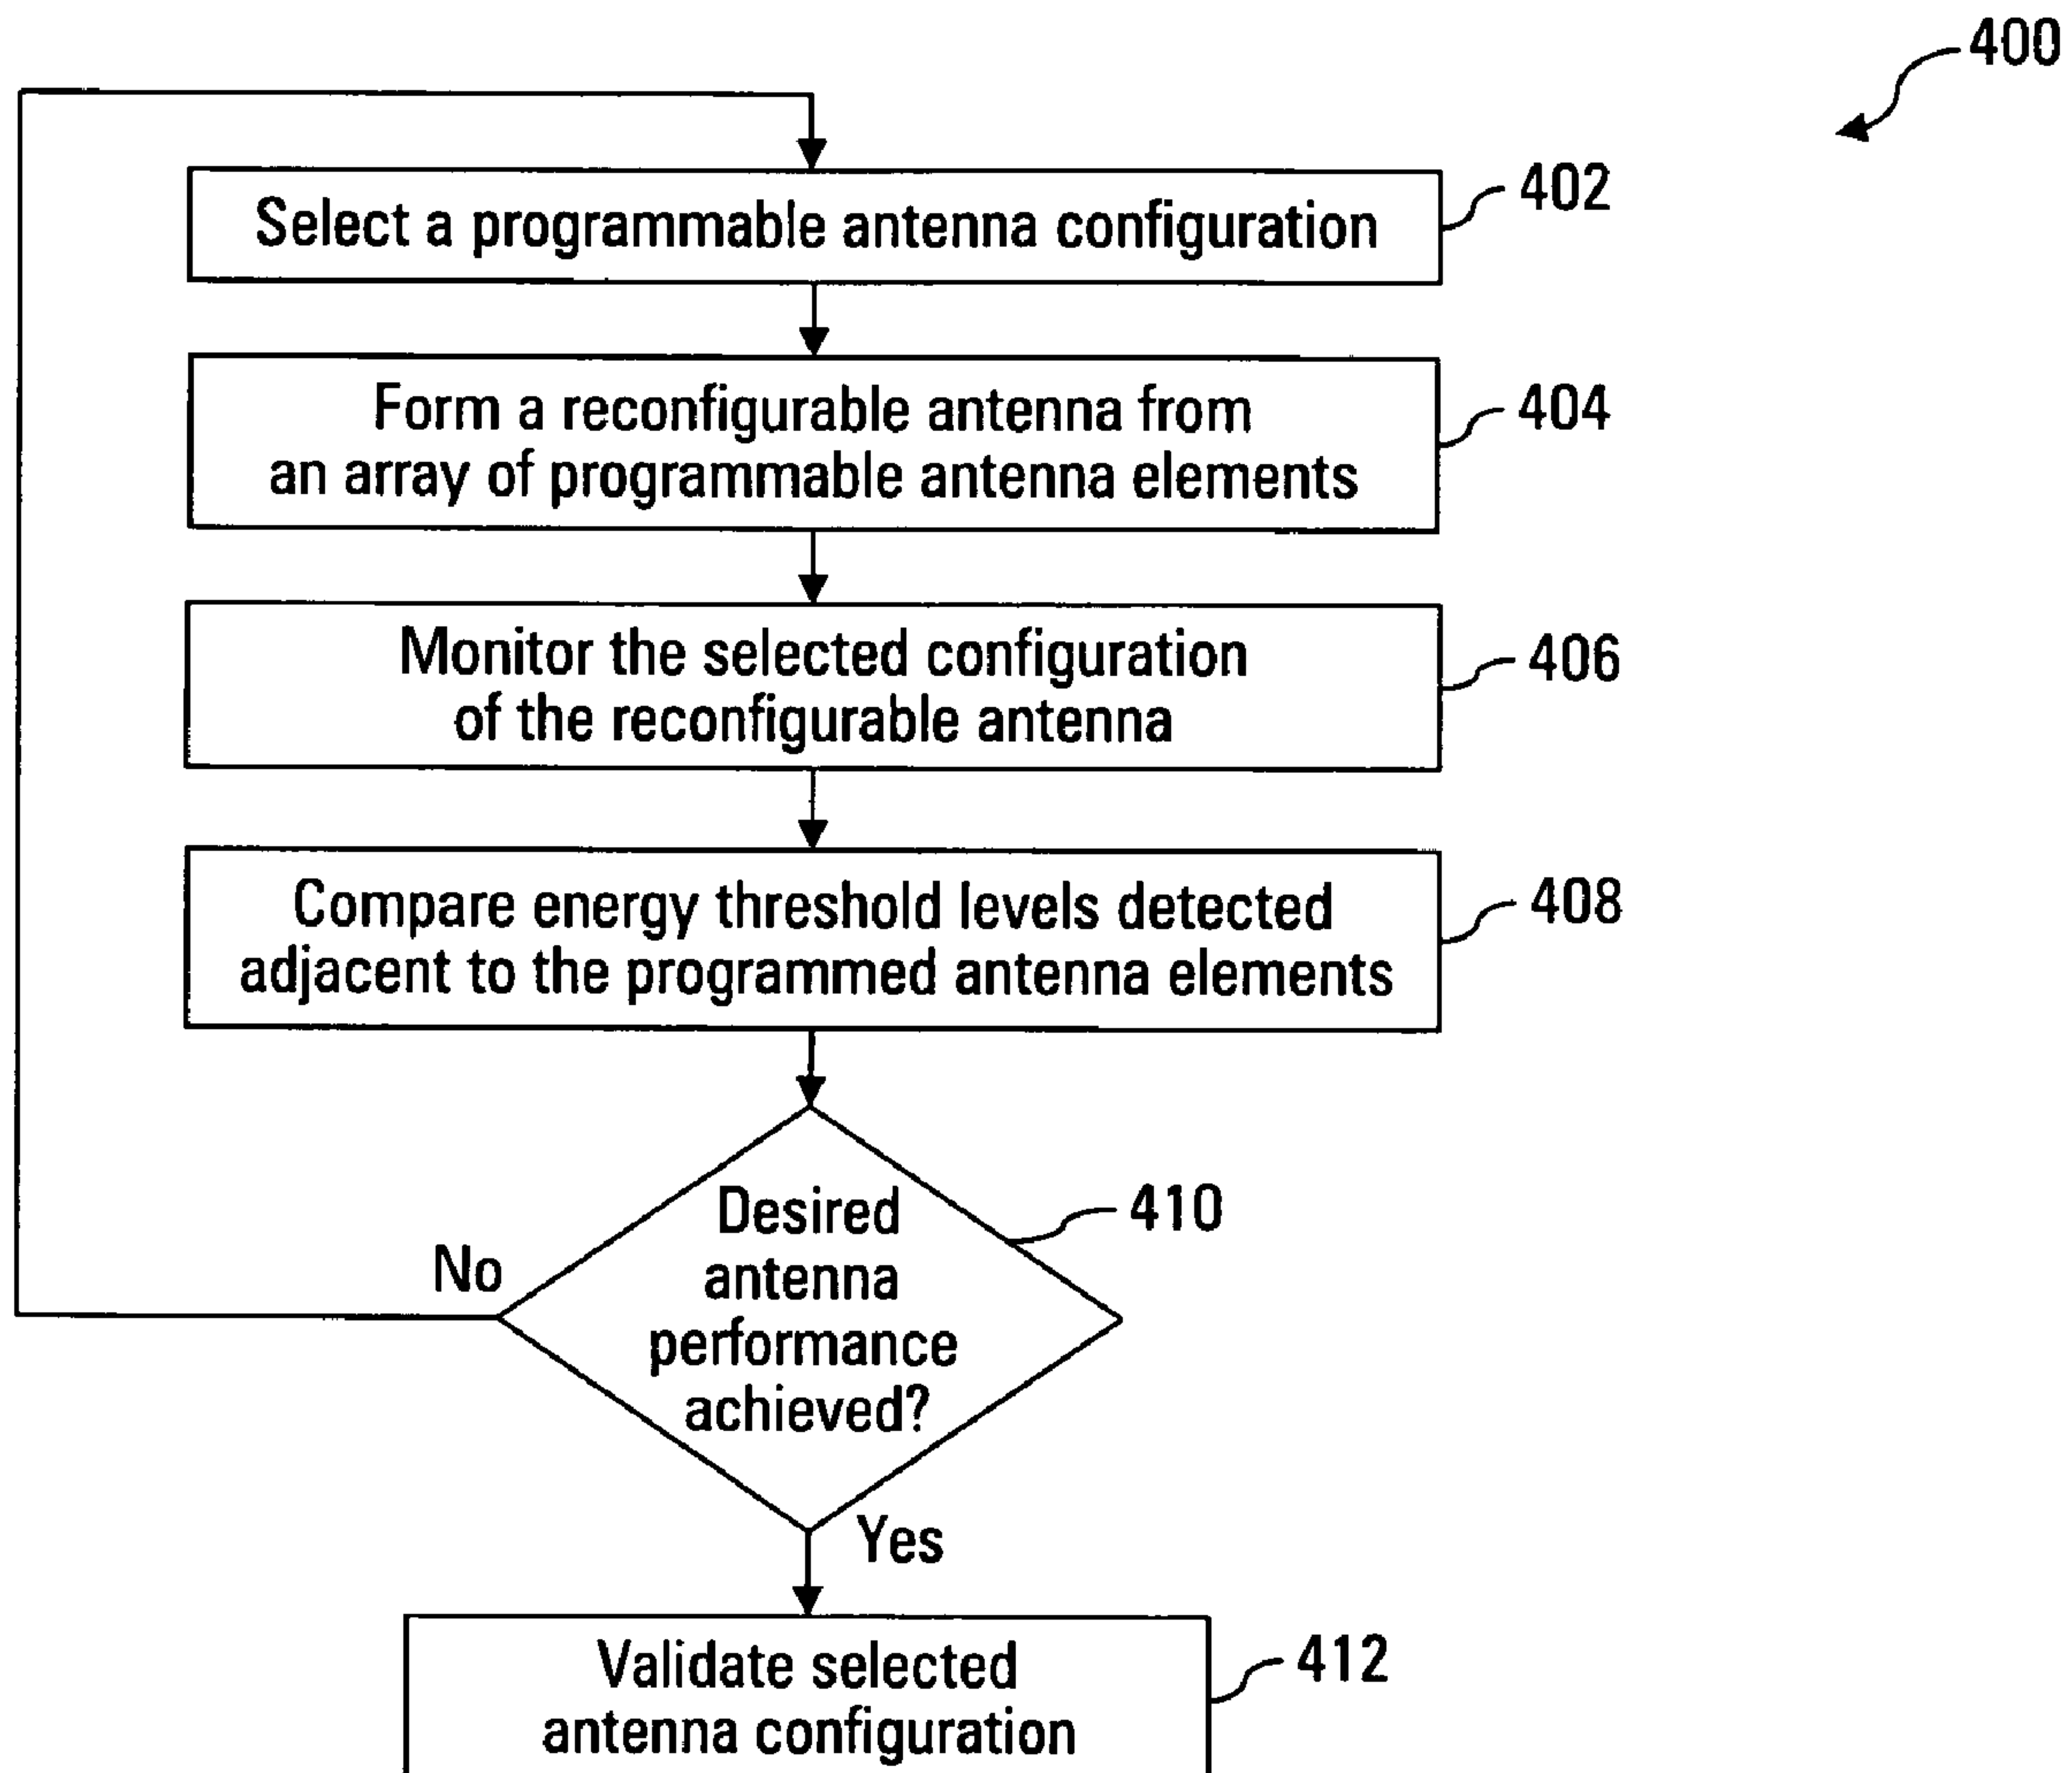 400
Select a programmable antenna configuration
402
Form a reconfigurable antenna from
an array of programmable antenna elements
404
Monitor the selected configuration
of the reconfigurable antenna
406
Compare energy threshold levels detected
adjacent to the programmed antenna elements
408
Desired
antenna
performance
achieved?
410
No
Yes
Validate selected
antenna configuration
412